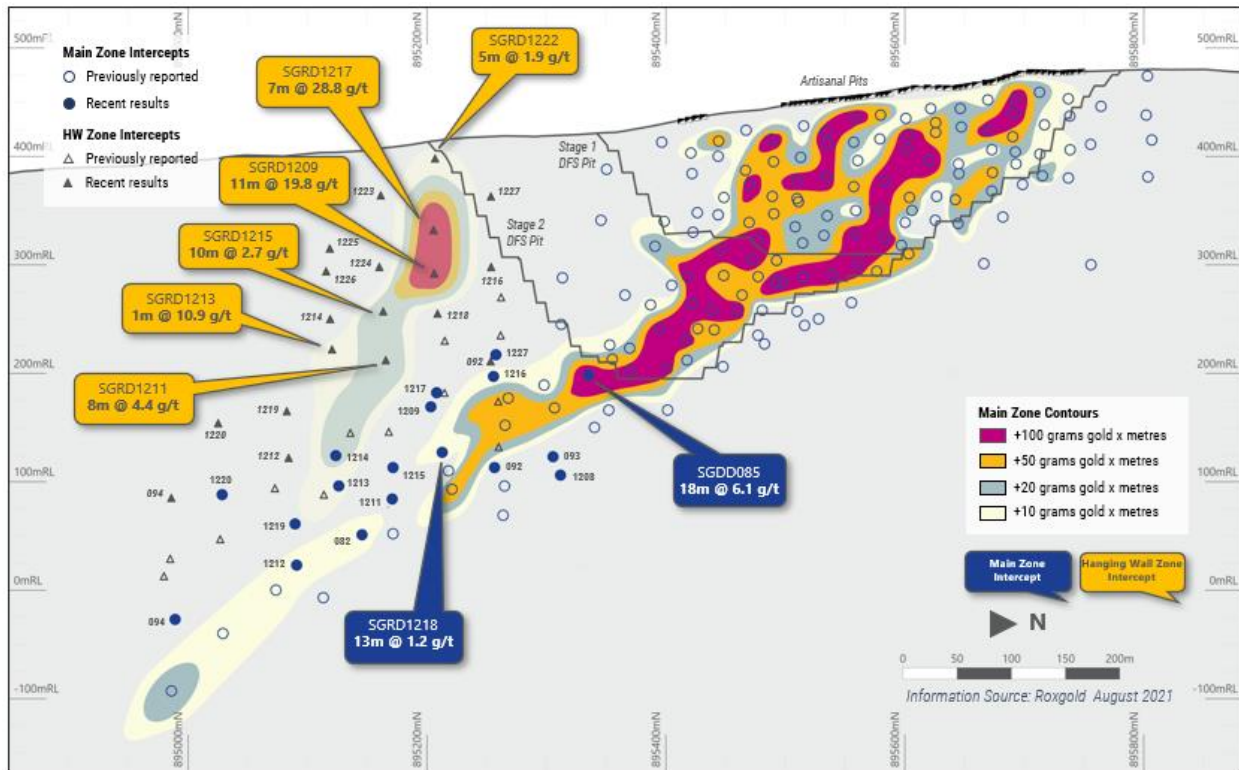 500mRL
400mRL
300mRL
200mRL
100mRL
0mRL
-100mRL
895200mN
895400mN
895600mN
895800mN
500mRL
400mRL
300mRL
200mRL
100mRL
0mRL
-100mRL
Main Zone Intercepts
Previously reported
Recent results
HW Zone Intercepts
Previously reported
Recent results
SGRD1222
5m @ 1.9 g/t
SGRD1217
7m @ 28.8 g/t
SGRD1209
11m @ 19.8 g/t
SGRD1215
10m @ 2.7 g/t
SGRD1213
1m @ 10.9 g/t
SGRD1211
8m @ 4.4 g/t
Artisanal Pits
Stage 1
DFS Pit
Stage 2
DFS Pit
1223
1227
1225
1224
1226
1216
1214
1218
092
1227
1216
1217
1209
1219
1220
1212
1214
1215
1213
1211
092
093
1208
094
1220
1219
082
1212
094
SGDD085
18m @ 6.1 g/t
SGRD1218
13m @ 1.2 g/t
Main Zone Contours
+100 grams gold x metres
+50 grams gold x metres
+20 grams gold x metres
+10 grams gold x metres
Main Zone
Intercept
Hanging Wall Zone
Intercept
N
0 50 100 150 200m
Information Source: Roxgold August 2021
895000mN
895200mN
895400mN
895600mN
895800mN